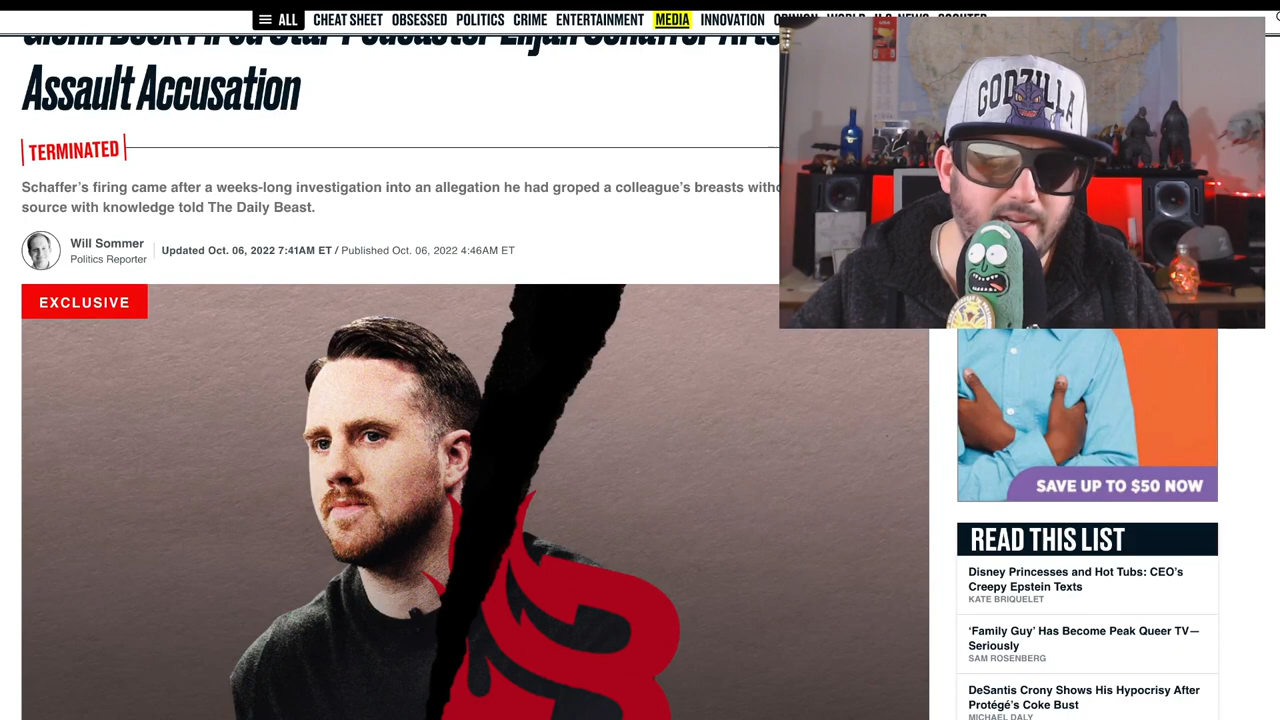 ALL CHEAT SHEET OBSESSED POLITICS CRIME ENTERTAINMENT MEDIA INNOVATION OPINION WORLD U.S. NEWS SCOUTED
Glenn Beck Fired Star Podcaster Elijah Schaffer After
Assault Accusation
TERMINATED
Schaffer's firing came after a weeks-long investigation into an allegation he had groped a colleague's breasts
source with knowledge told The Daily Beast.
Will Sommer
Politics Reporter
Updated Oct. 06, 2022 7:41AM ET / Published Oct. 06, 2022 4:46AM ET
EXCLUSIVE
GODZILLA
SAVE UP TO $50 NOW
READ THIS LIST
Disney Princesses and Hot Tubs: CEO's
Creepy Epstein Texts
KATE BRIQUELET
‘Family Guy’ Has Become Peak Queer TV—
Seriously
SAM ROSENBERG
DeSantis Crony Shows His Hypocrisy After
Protégé’s Coke Bust
MICHAEL DALY